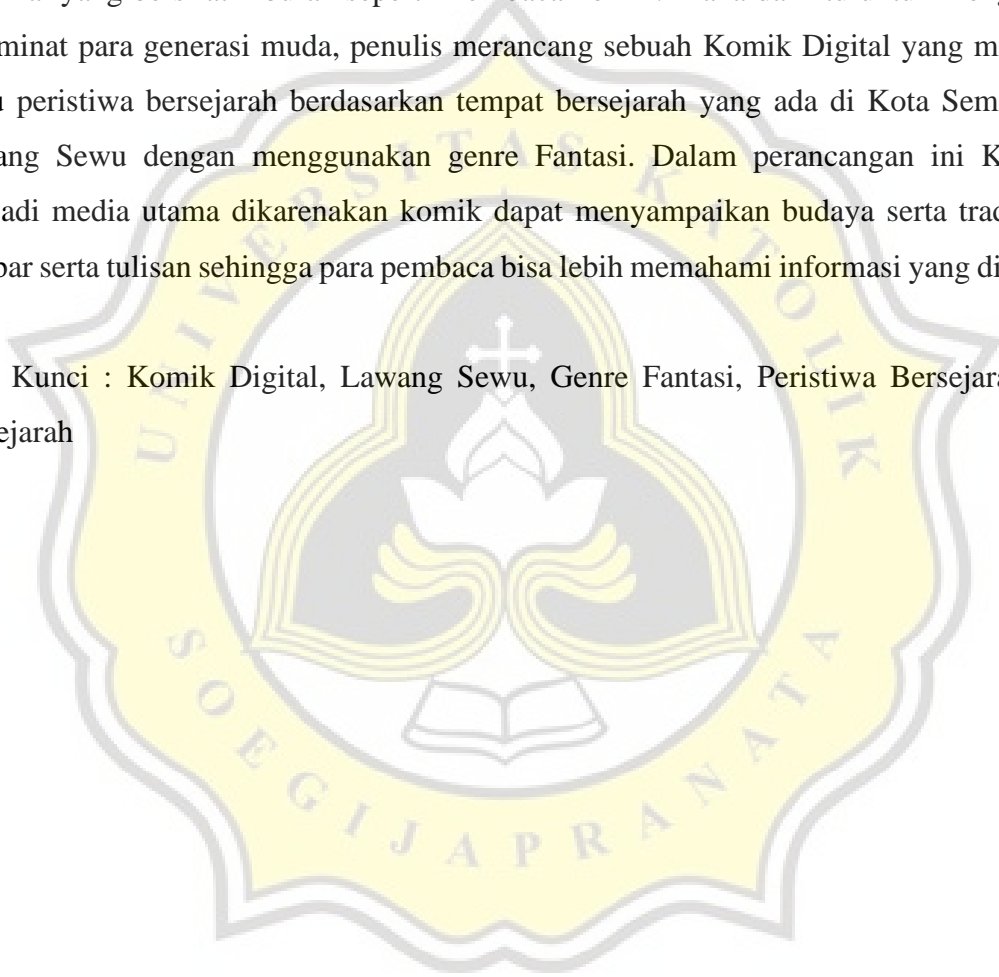 minat para generasi muda, penulis merancang sebuah Komik Digital yang m
u peristiwa bersejarah berdasarkan tempat bersejarah yang ada di Kota Sem
ang Sewu dengan menggunakan genre Fantasi. Dalam perancangan ini K
adi media utama dikarenakan komik dapat menyampaikan budaya serta trad
bar serta tulisan sehingga para pembaca bisa lebih memahami informasi yang di
Kunci : Komik Digital, Lawang Sewu, Genre Fantasi, Peristiwa Bersejara
ejarah
UNIVERSITAS KATOLIK
SOEGIJAPRANATA